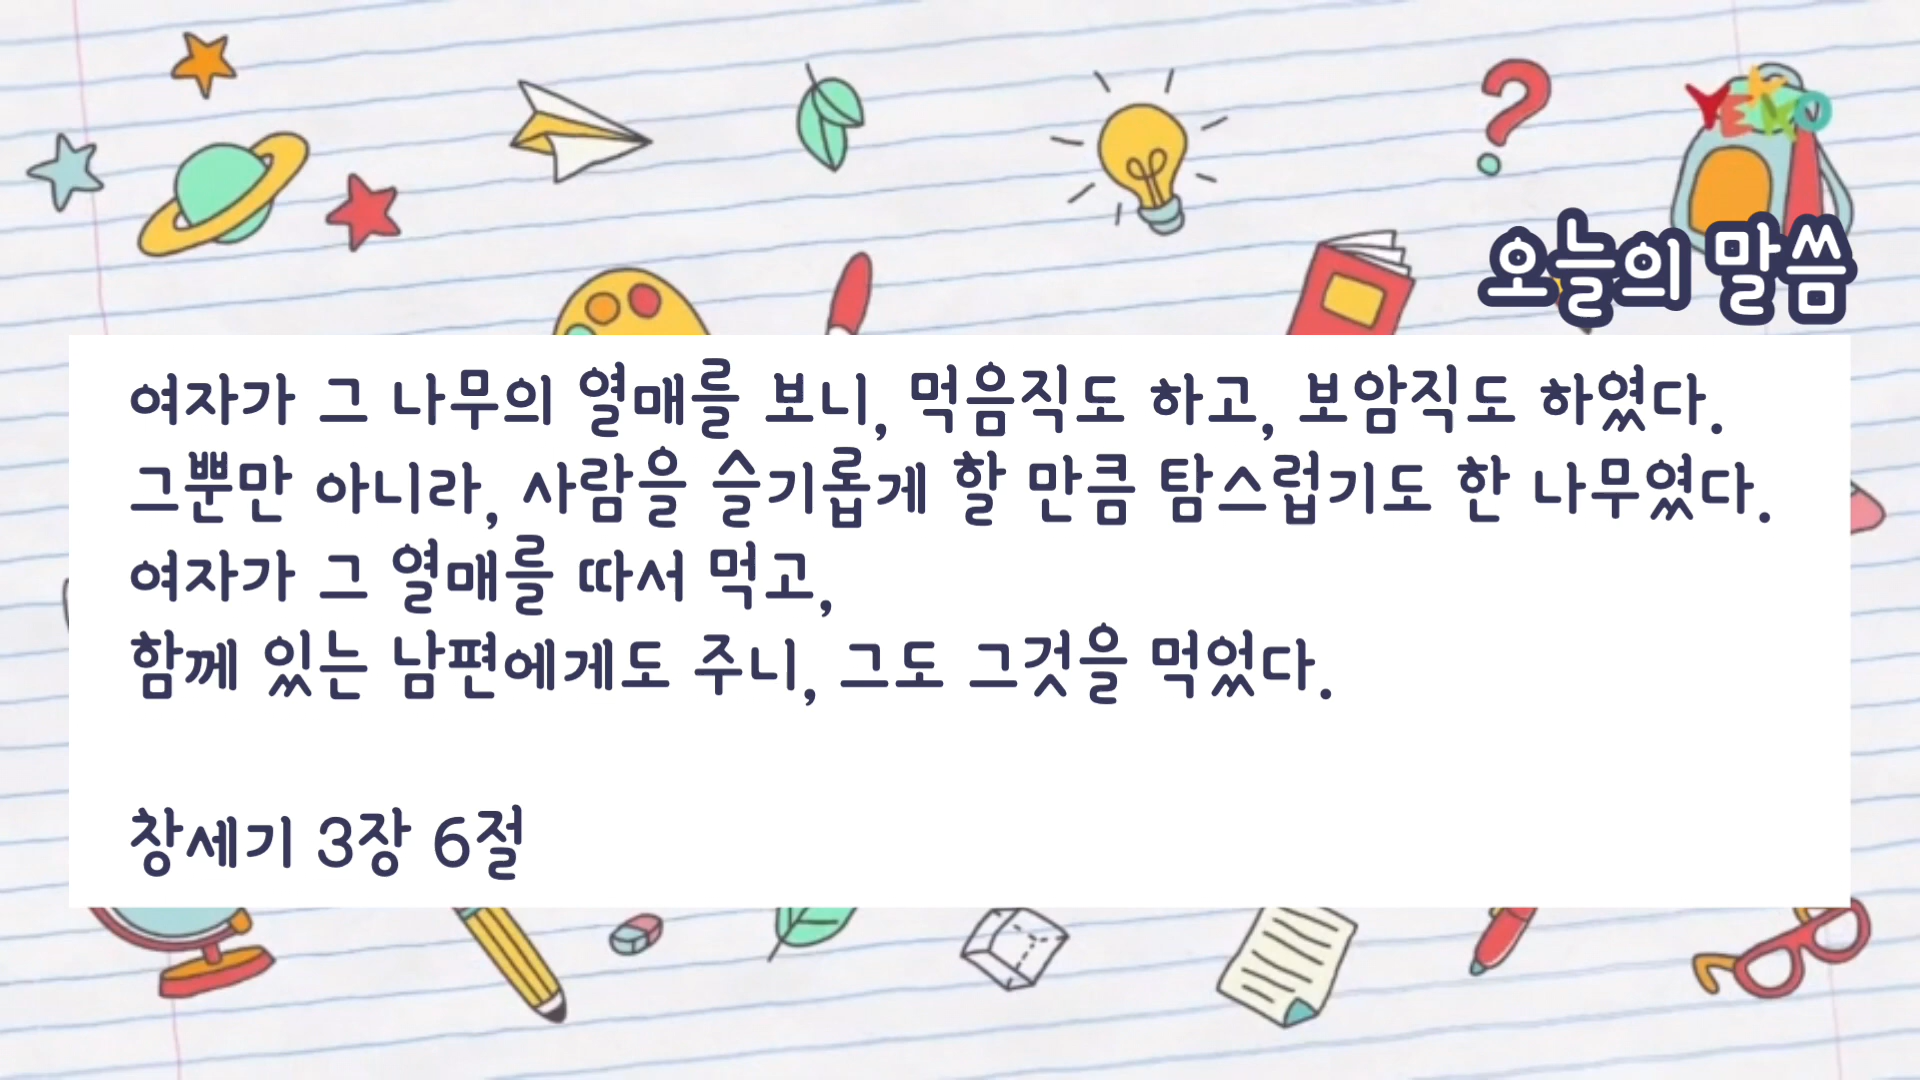 YEKMO
오늘의 말씀
여자가 그 나무의 열매를 보니, 먹음직도 하고, 보암직도 하였다.
그뿐만 아니라, 사람을 슬기롭게 할 만큼 탐스럽기도 한 나무였다.
여자가 그 열매를 따서 먹고,
함께 있는 남편에게도 주니, 그도 그것을 먹었다.
창세기 3장 6절